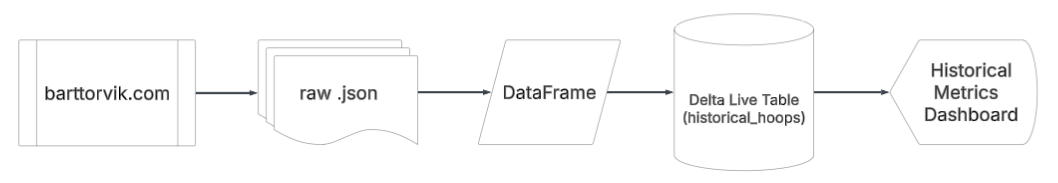 barttorvik.com
raw .json
DataFrame
Delta Live Table
(historical_hoops)
Historical
Metrics
Dashboard